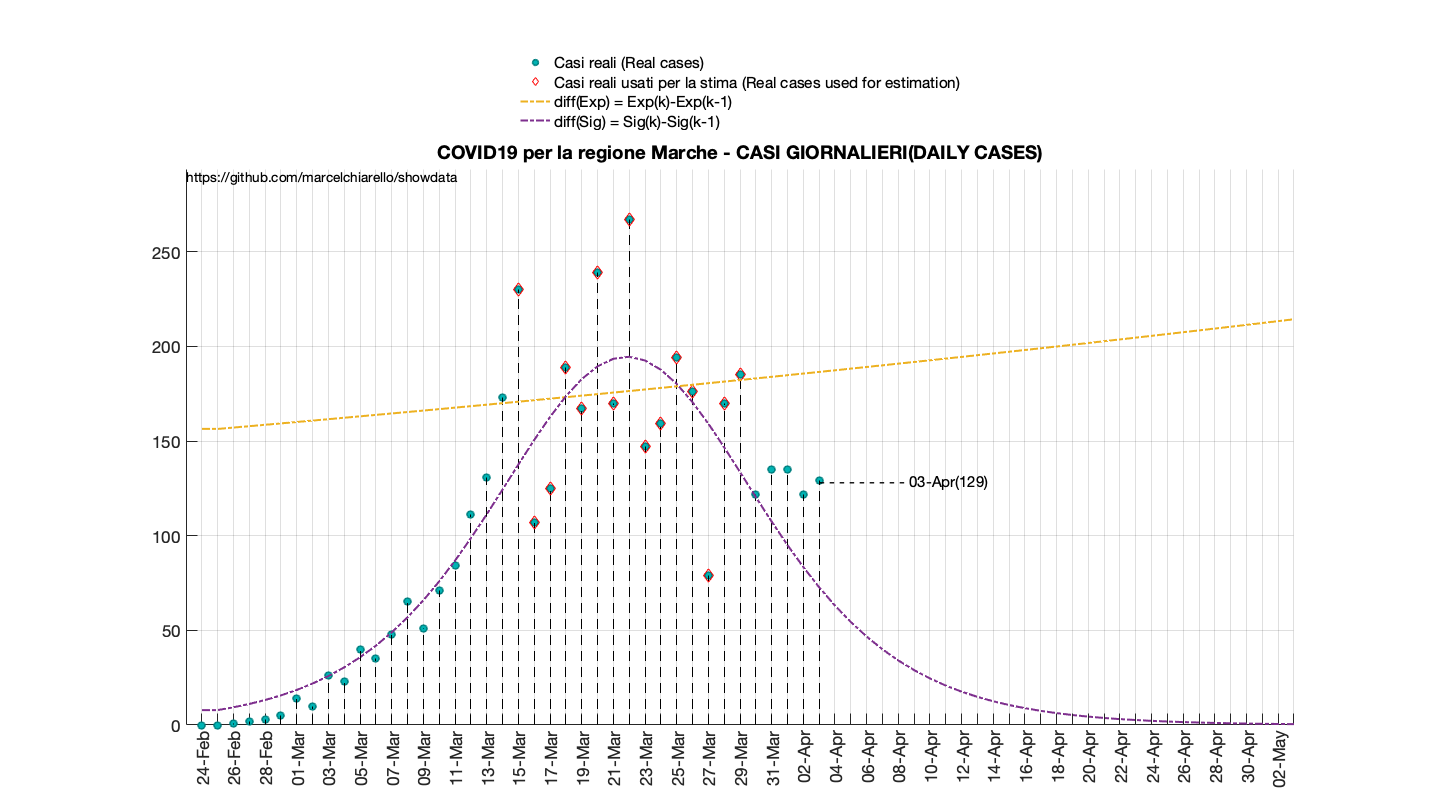 Casi reali (Real cases)
Casi reali usati per la stima (Real cases used for estimation)
diff(Exp) = Exp(k)-Exp(k-1)
diff(Sig) = Sig(k)-Sig(k-1)
COVID19 per la regione Marche - CASI GIORNALIERI(DAILY CASES)
https://github.com/marcelchiarello/showdata
250
200
150
100
50
0
03-Apr(129)
24-Feb
26-Feb
28-Feb
01-Mar
03-Mar
05-Mar
07-Mar
09-Mar
11-Mar
13-Mar
15-Mar
17-Mar
19-Mar
21-Mar
23-Mar
25-Mar
27-Mar
29-Mar
31-Mar
02-Apr
04-Apr
06-Apr
08-Apr
10-Apr
12-Apr
14-Apr
16-Apr
18-Apr
20-Apr
22-Apr
24-Apr
26-Apr
28-Apr
30-Apr
02-May